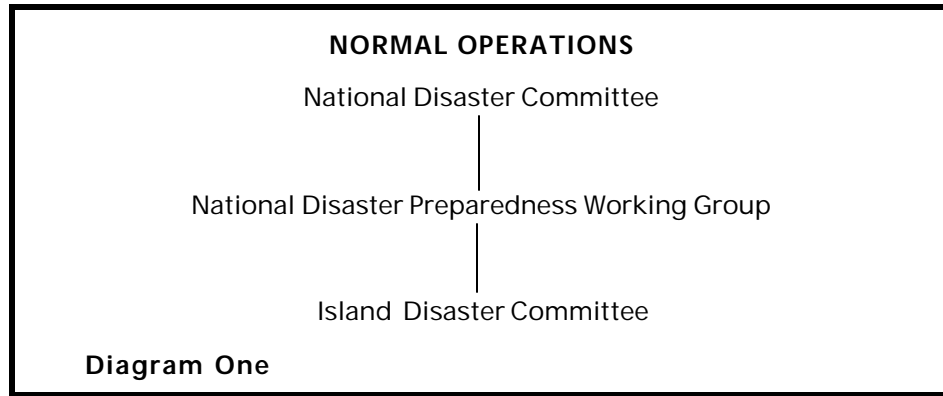 NORMAL OPERATIONS
National Disaster Committee
National Disaster Preparedness Working Group
Island Disaster Committee
Diagram One